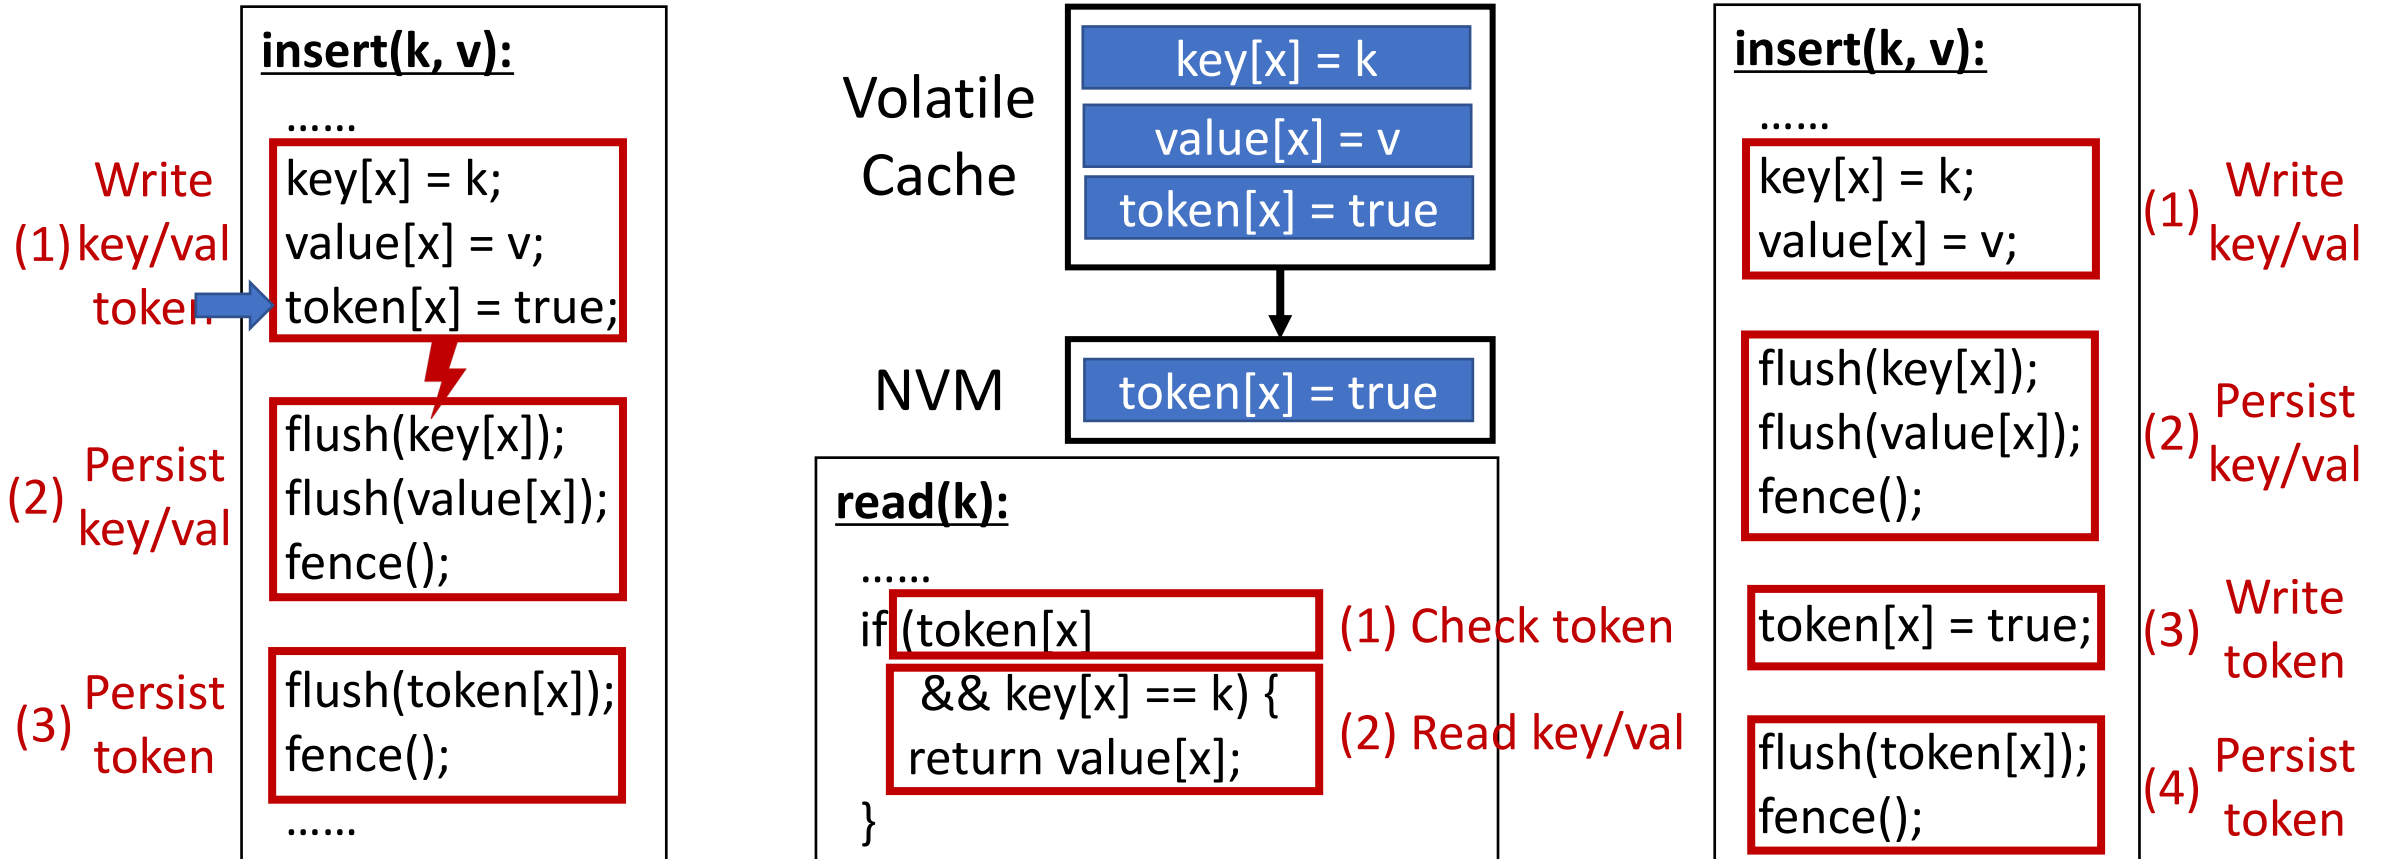 insert(k, v):
……
key[x] = k;
value[x] = v;
token[x] = true;
flush(key[x]);
flush(value[x]);
fence();
flush(token[x]);
fence();
……
Write
(1) key/val
token
Persist
(2)
key/val
Persist
(3)
token
Volatile
Cache
key[x] = k
value[x] = v
token[x] = true
NVM
token[x] = true
read(k):
……
if (token[x]
&& key[x] == k) {
return value[x];
}
(1) Check token
(2) Read key/val
insert(k, v):
……
key[x] = k;
value[x] = v;
flush(key[x]);
flush(value[x]);
fence();
token[x] = true;
flush(token[x]);
fence();
Write
(1)
key/val
Persist
(2)
key/val
Write
(3)
token
Persist
(4)
token